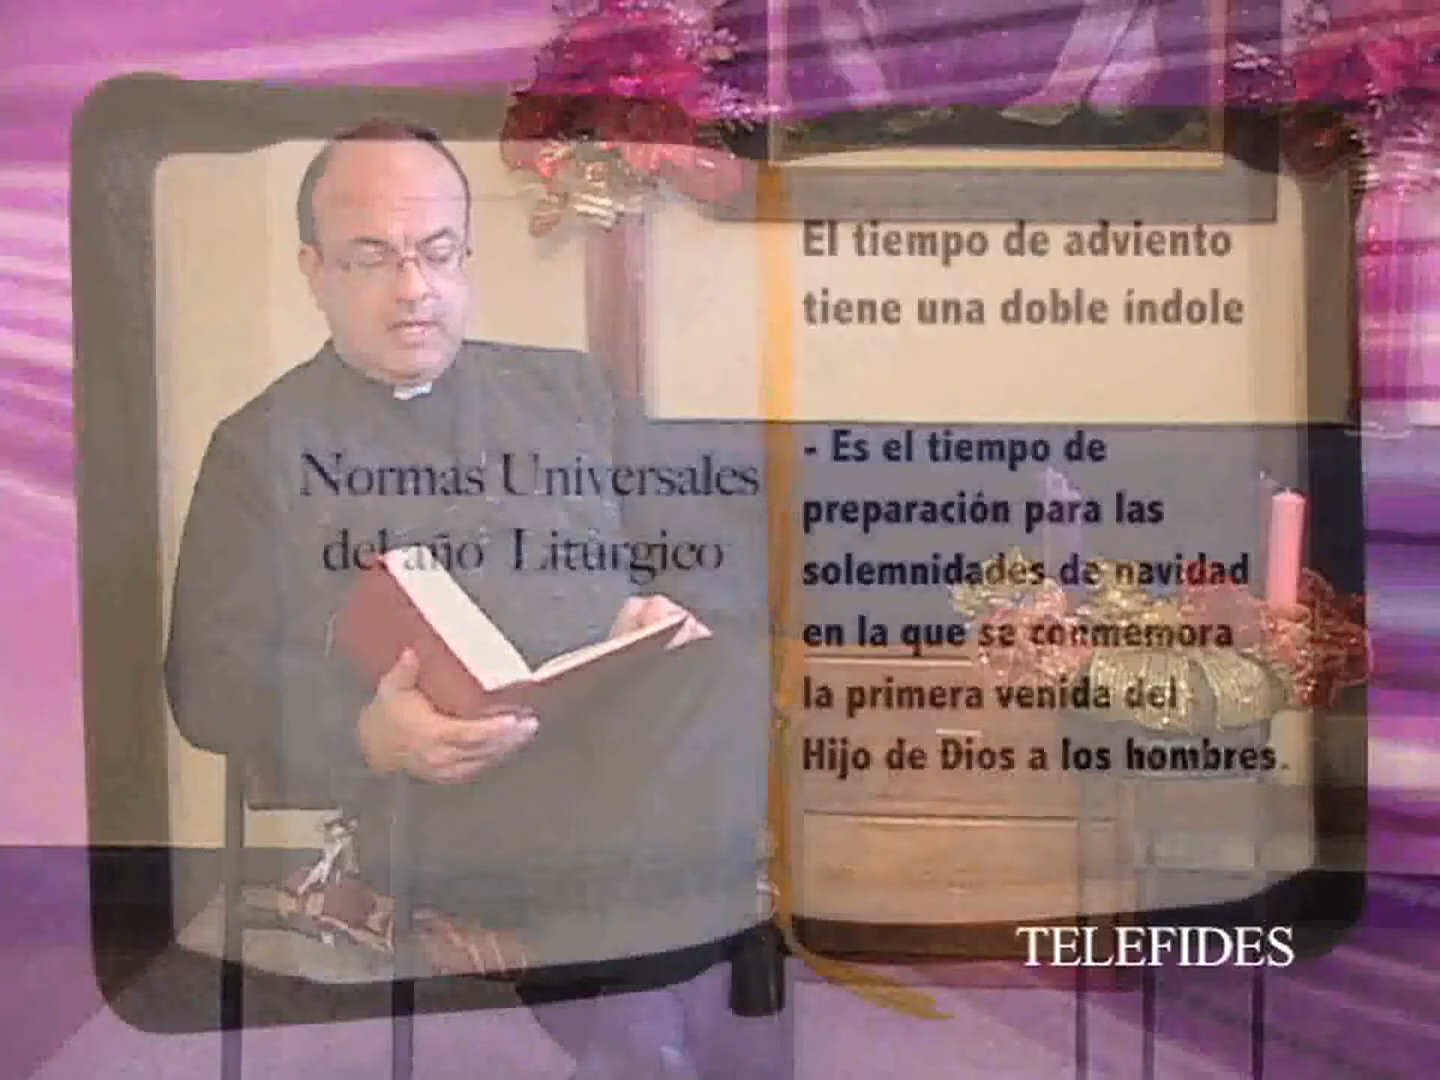 Normas Universales
del año Litúrgico
El tiempo de adviento
tiene una doble índole
- Es el tiempo de
preparación para las
solemnidades de navidad
en la que se conmemora
la primera venida del
Hijo de Dios a los hombres.
TELEFIDES